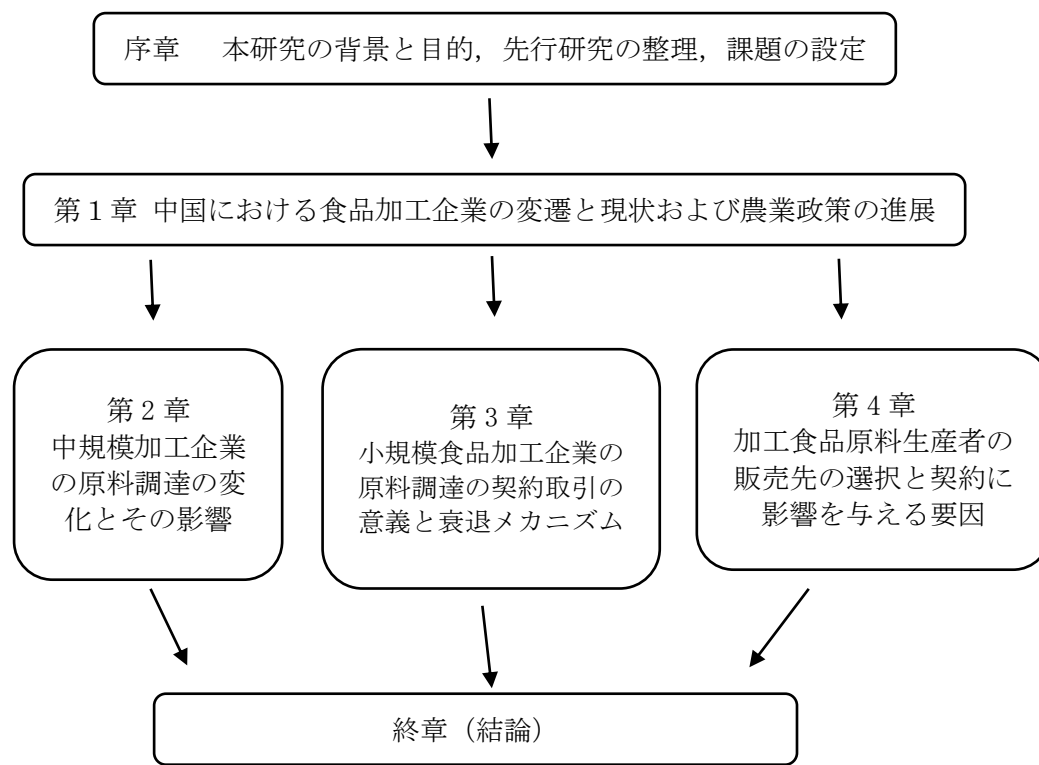 序章　本研究の背景と目的，先行研究の整理，課題の設定
第１章 中国における食品加工企業の変遷と現状および農業政策の進展
第２章
中規模加工企業
の原料調達の変
化とその影響
第３章
小規模食品加工企業の
原料調達の契約取引の
意義と衰退メカニズム
第４章
加工食品原料生産者の
販売先の選択と契約に
影響を与える要因
終章（結論）